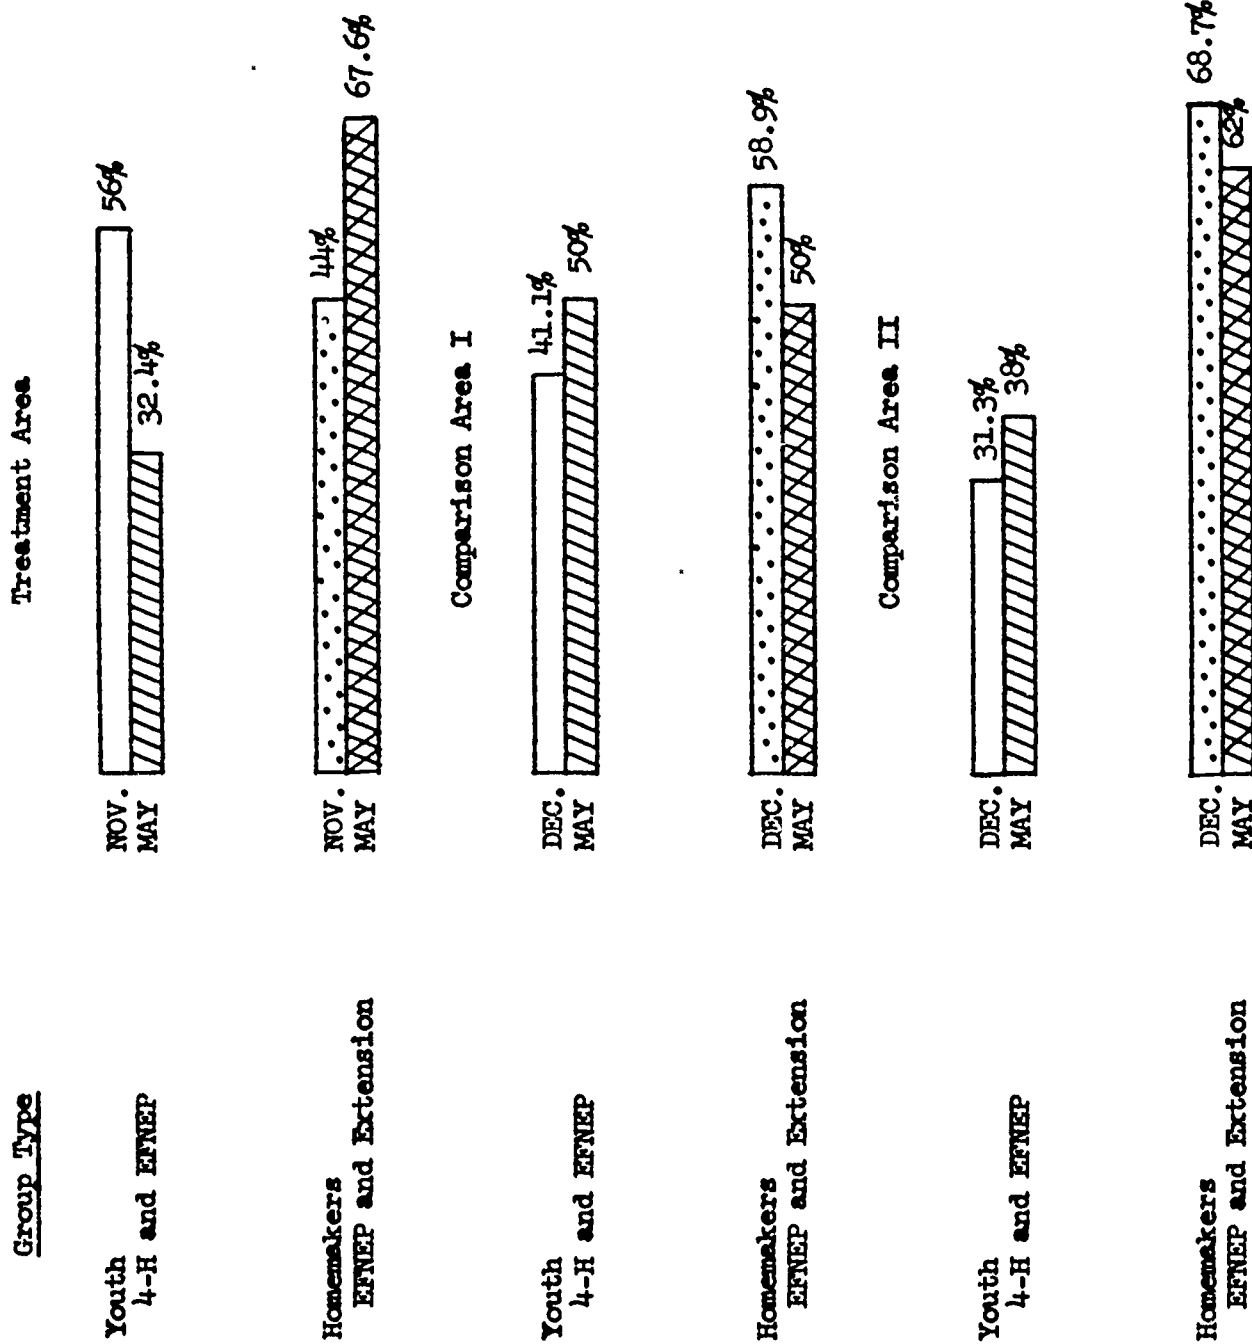 Group Type
Treatment Area
Youth
4-H and EFNEP
NOV.
MAY
56%
32.4%
Homemakers
EFNEP and Extension
NOV.
MAY
44%
67.6%
Comparison Area I
Youth
4-H and EFNEP
DEC.
MAY
41.1%
50%
Homemakers
EFNEP and Extension
DEC.
MAY
58.9%
50%
Comparison Area II
Youth
4-H and EFNEP
DEC.
MAY
31.3%
38%
Homemakers
EFNEP and Extension
DEC.
MAY
68.7%
62%